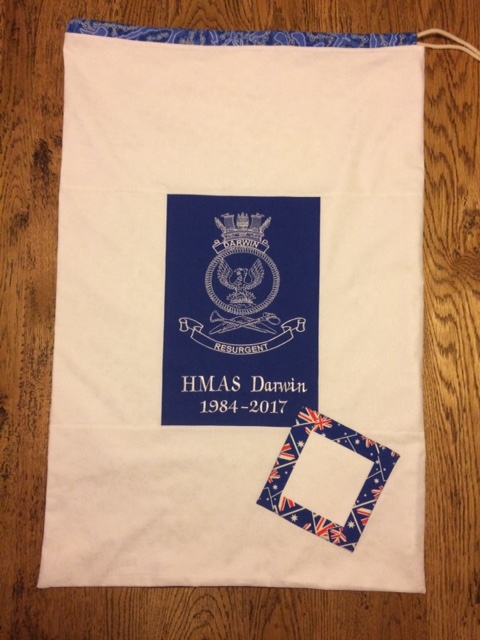 DARWIN
RESURGENT
HMAS Darwin
1984-2017